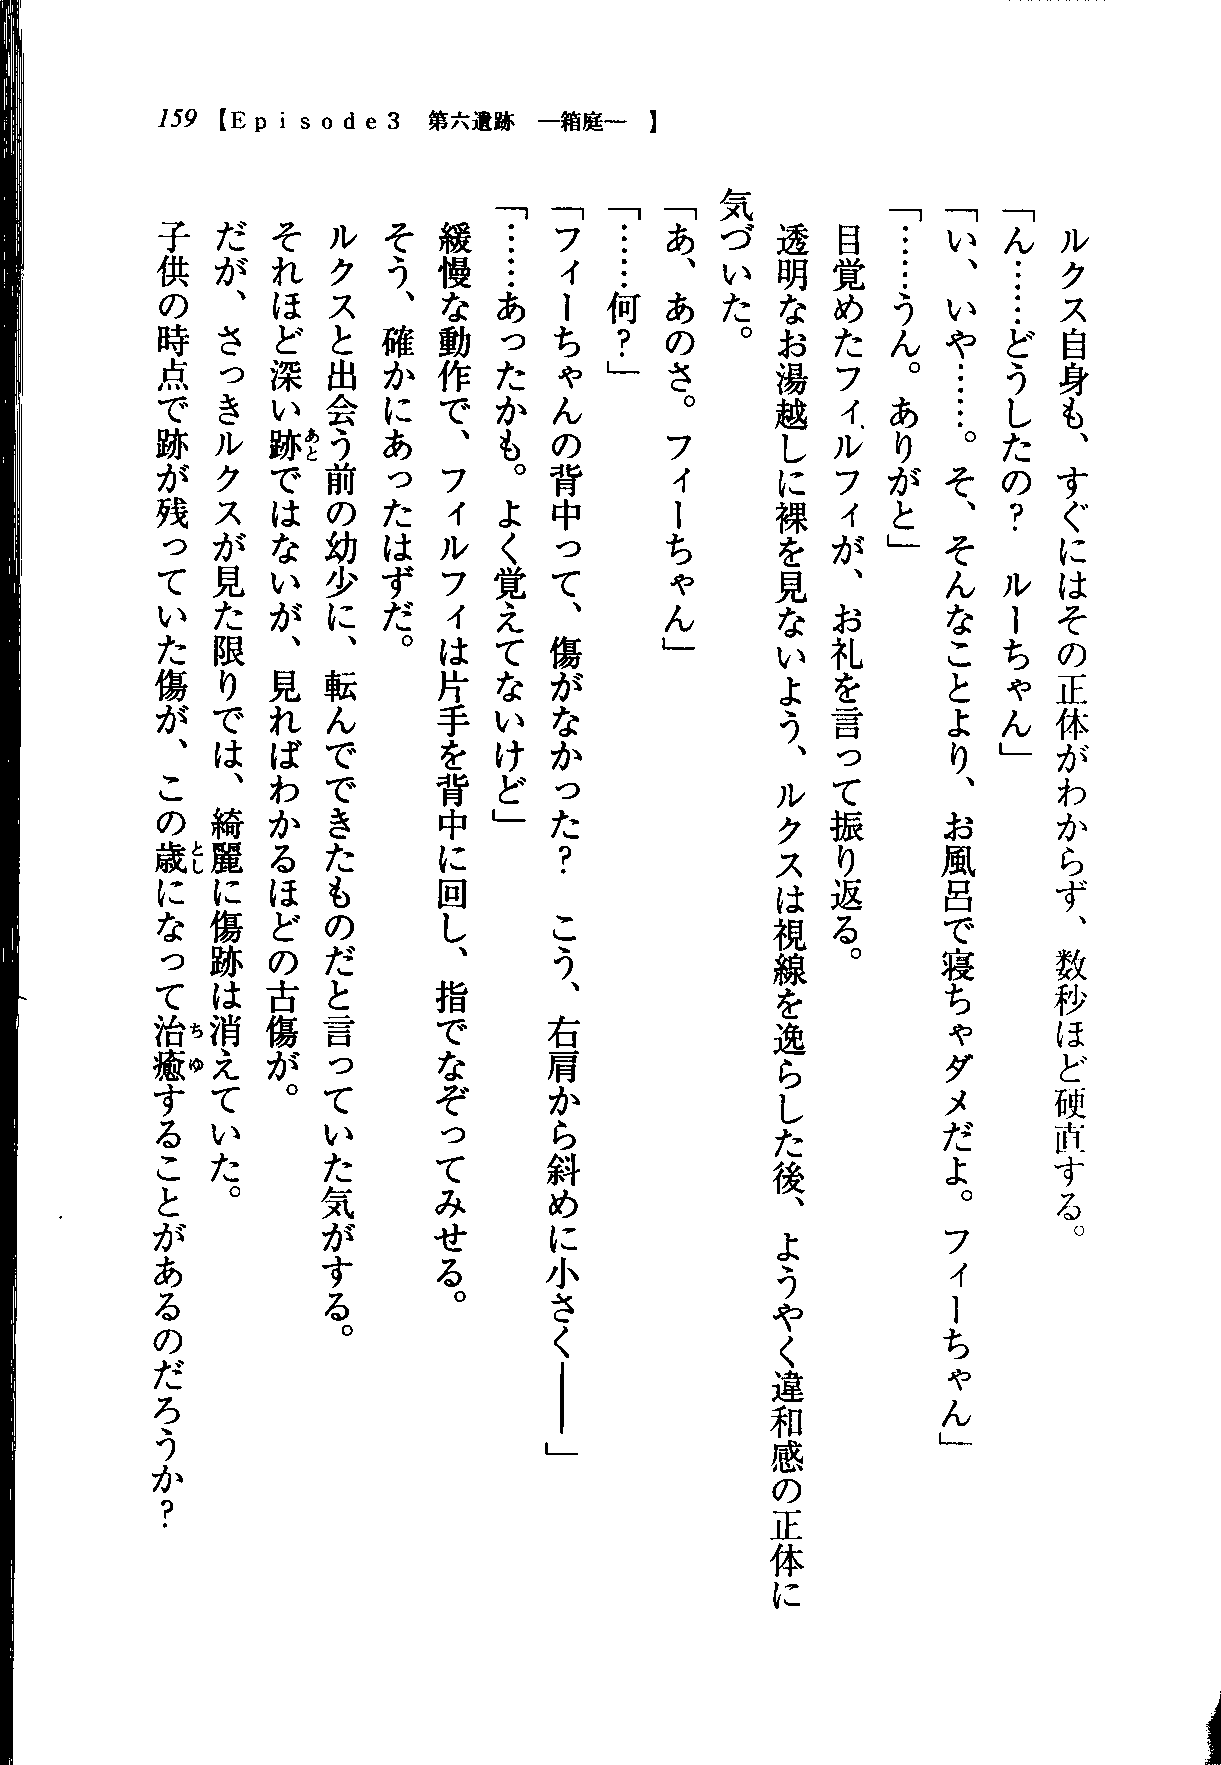 159【Episode3　第六遺跡　―箱庭―　】
ルクス自身も、すぐにはその正体がわからず、数秒ほど硬直する。
「ん……どうしたの？　ルーちゃん」
「い、いや……。そ、そんなことより、お風呂で寝ちゃダメだよ。フィーちゃん」
「……うん。ありがと」
目覚めたフィルフィが、お礼を言って振り返る。
透明なお湯越しに裸を見ないよう、ルクスは視線を逸らした後、ようやく違和感の正体に
気づいた。
「あ、あのさ。フィーちゃん」
「……何？」
「フィーちゃんの背中って、傷がなかった？　こう、右肩から斜めに小さく――」
「……あったかも。よく覚えてないけど」
緩慢な動作で、フィルフィは片手を背中に回し、指でなぞってみせる。
そう、確かにあったはずだ。
ルクスと出会う前の幼少に、転んでできたものだと言っていた気がする。
それほど深い跡あとではないが、見ればわかるほどの古傷が。
だが、さっきルクスが見た限りでは、綺麗に傷跡は消えていた。
子供の時点で跡が残っていた傷が、この歳としになって治癒ちゆすることがあるのだろうか？